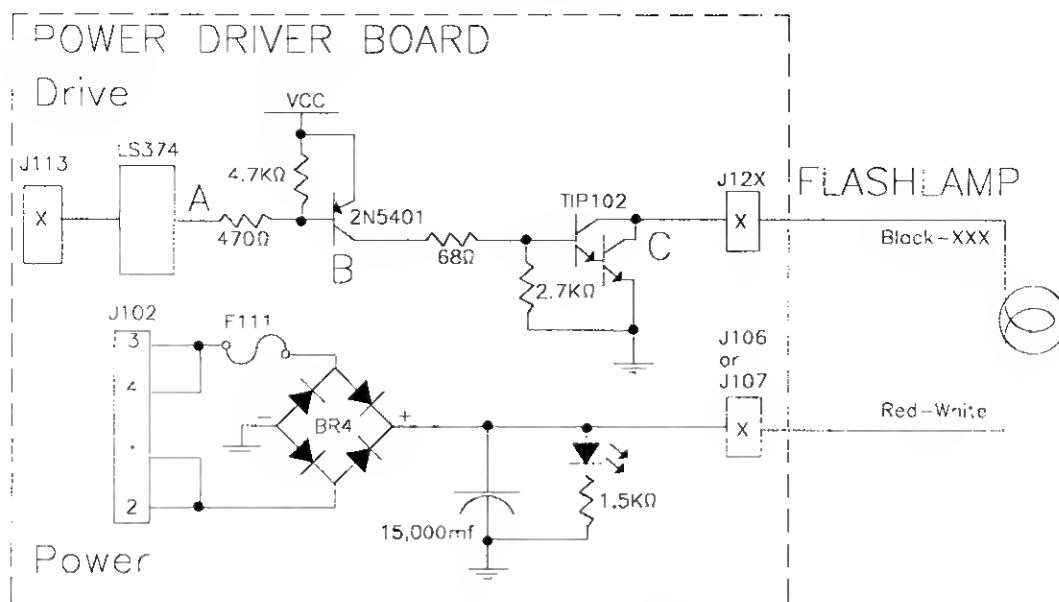 POWER DRIVER BOARD
Drive
VCC
J113
LS374
X
A
4.7KΩ
470Ω
2N5401
B
68Ω
TIP102
2.7KΩ
C
J12X
X
FLASHLAMP
Black-XXX
J102
3
4
2
F111
BR4
-
+
15,000mf
1.5KΩ
J106
or
J107
X
Red-White
Power